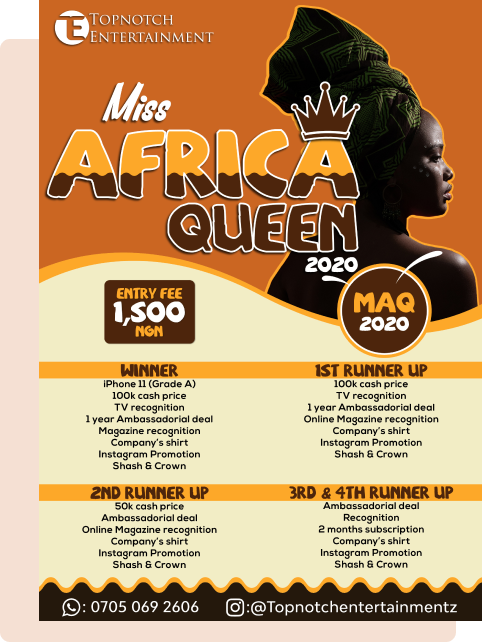 TE TOPNOTCH
ENTERTAINMENT
Miss
AFRICA
QUEEN
2020
MAQ
2020
ENTRY FEE
1,500
NGN
WINNER
iPhone 11 (Grade A)
100k cash price
TV recognition
1 year Ambassadorial deal
Magazine recognition
Company's shirt
Instagram Promotion
Shash & Crown
1ST RUNNER UP
100k cash price
TV recognition
1 year Ambassadorial deal
Online Magazine recognition
Company's shirt
Instagram Promotion
Shash & Crown
2ND RUNNER UP
50k cash price
Ambassadorial deal
Online Magazine recognition
Company's shirt
Instagram Promotion
Shash & Crown
3RD & 4TH RUNNER UP
Ambassadorial deal
Recognition
2 months subscription
Company's shirt
Instagram Promotion
Shash & Crown
: 0705 069 2606 :@Topnotchentertainmentz